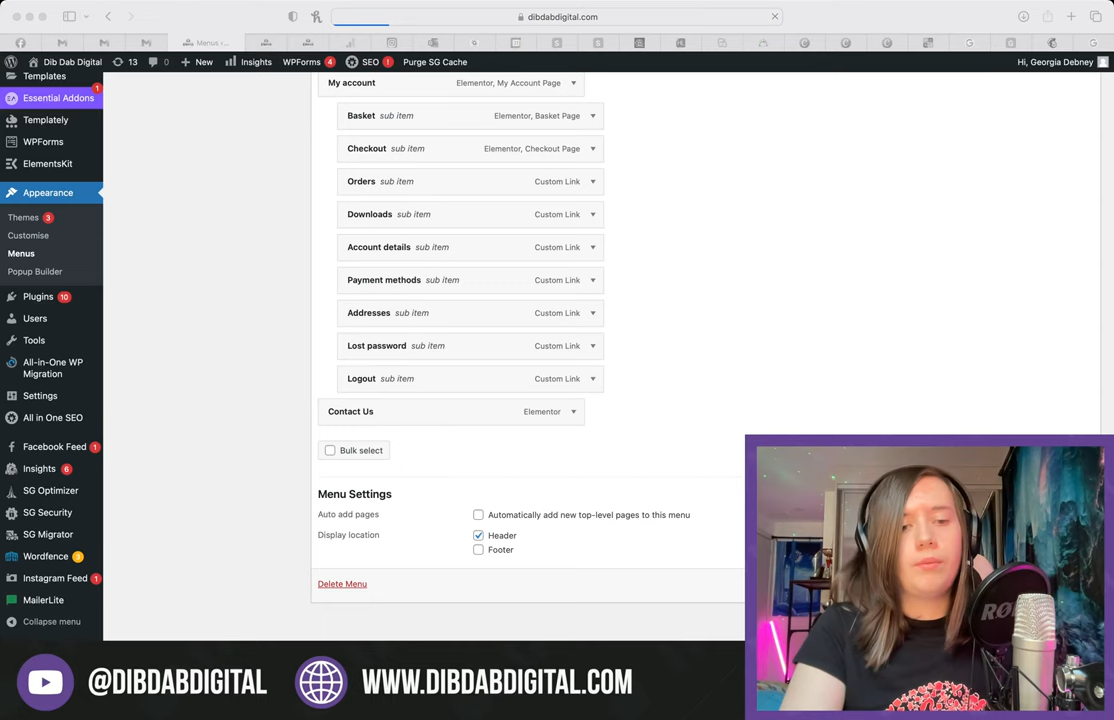 dibdabdigital.com
Menus ‹...
Dib Dab Digital 13 0 New Insights WPForms 4 SEO ! Purge SG Cache Hi, Georgia Debney
Templates
Essential Addons 1
Templately
WPForms
ElementsKit
Appearance
Themes 3
Customise
Menus
Popup Builder
Plugins 10
Users
Tools
All-in-One WP
Migration
Settings
All in One SEO
Facebook Feed 1
Insights 6
SG Optimizer
SG Security
SG Migrator
Wordfence 3
Instagram Feed 1
MailerLite
Collapse menu
My account Elementor, My Account Page
Basket sub item Elementor, Basket Page
Checkout sub item Elementor, Checkout Page
Orders sub item Custom Link
Downloads sub item Custom Link
Account details sub item Custom Link
Payment methods sub item Custom Link
Addresses sub item Custom Link
Lost password sub item Custom Link
Logout sub item Custom Link
Contact Us Elementor
Bulk select
Menu Settings
Auto add pages Automatically add new top-level pages to this menu
Display location Header
Footer
Delete Menu
@DIBDABDIGITAL WWW.DIBDABDIGITAL.COM